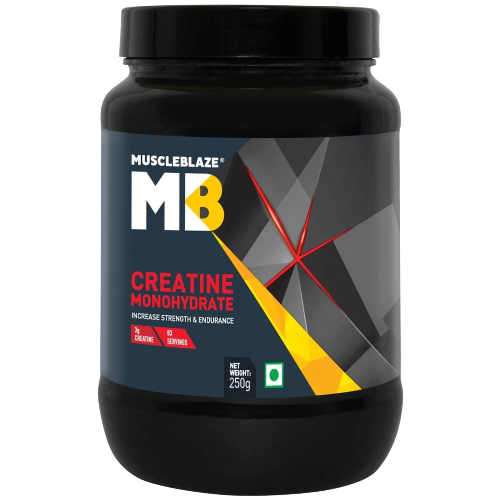 MUSCLEBLAZE®
MB
CREATINE
MONOHYDRATE
INCREASE STRENGTH & ENDURANCE
3g
CREATINE
83
SERVINGS
NET
WEIGHT:
250g